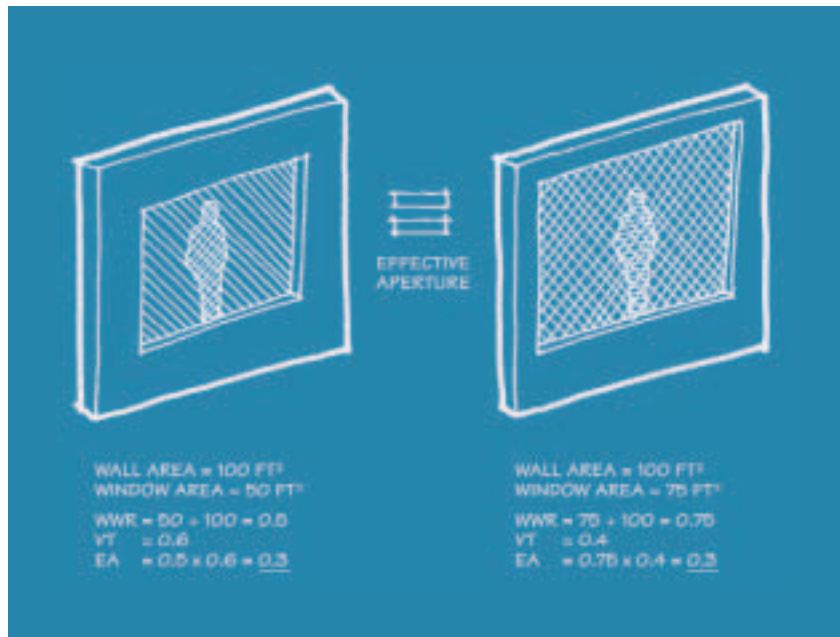 EFFECTIVE
APERTURE
WALL AREA = 100 FT²
WINDOW AREA = 50 FT²
WWR = 50 ÷ 100 = 0.5
VT = 0.6
EA = 0.5 x 0.6 = 0.3
WALL AREA = 100 FT²
WINDOW AREA = 75 FT²
WWR = 75 ÷ 100 = 0.75
VT = 0.4
EA = 0.75 x 0.4 = 0.3